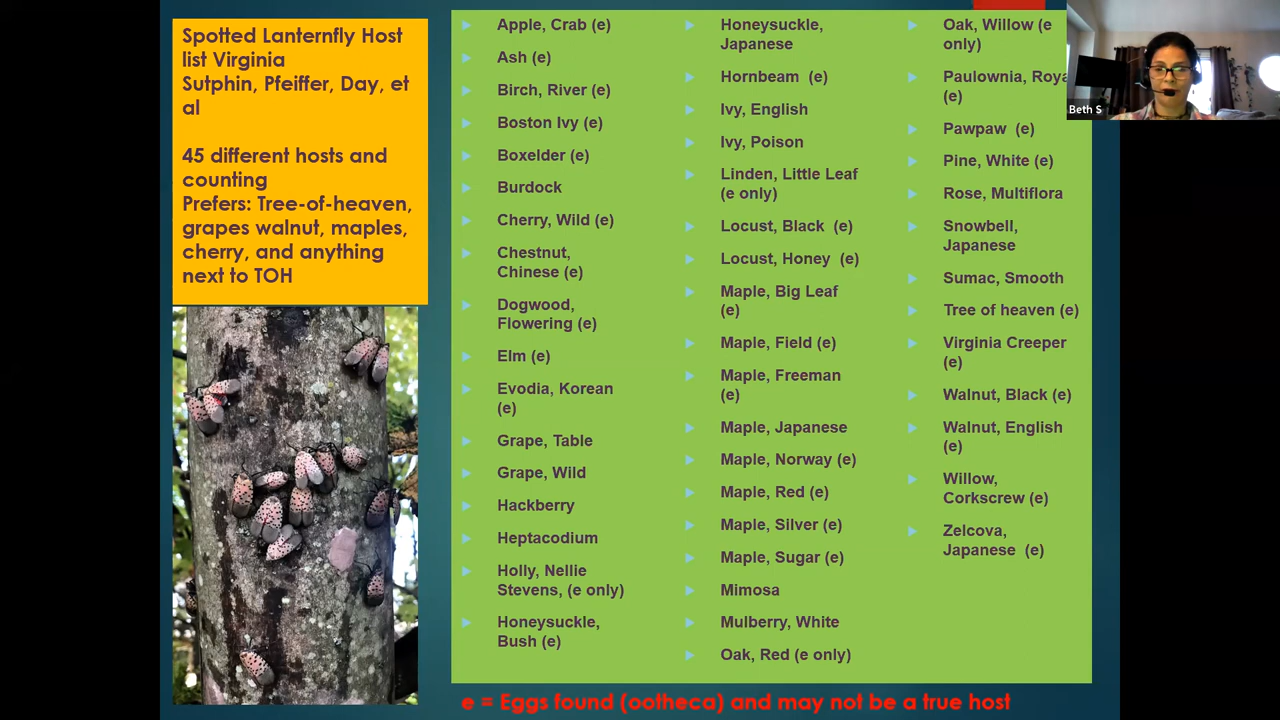 Spotted Lanternfly Host
list Virginia
Sutphin, Pfeiffer, Day, et
al
45 different hosts and
counting
Prefers: Tree-of-heaven,
grapes walnut, maples,
cherry, and anything
next to TOH
Apple, Crab (e)
Ash (e)
Birch, River (e)
Boston Ivy (e)
Boxelder (e)
Burdock
Cherry, Wild (e)
Chestnut,
Chinese (e)
Dogwood,
Flowering (e)
Elm (e)
Evodia, Korean
(e)
Grape, Table
Grape, Wild
Hackberry
Heptacodium
Holly, Nellie
Stevens, (e only)
Honeysuckle,
Bush (e)
Honeysuckle,
Japanese
Hornbeam (e)
Ivy, English
Ivy, Poison
Linden, Little Leaf
(e only)
Locust, Black (e)
Locust, Honey (e)
Maple, Big Leaf
(e)
Maple, Field (e)
Maple, Freeman
(e)
Maple, Japanese
Maple, Norway (e)
Maple, Red (e)
Maple, Silver (e)
Maple, Sugar (e)
Mimosa
Mulberry, White
Oak, Red (e only)
Oak, Willow (e
only)
Paulownia,
(e)
Pawpaw (e)
Pine, White (e)
Rose, Multiflora
Snowbell,
Japanese
Sumac, Smooth
Tree of heaven (e)
Virginia Creeper
(e)
Walnut, Black (e)
Walnut, English
(e)
Willow,
Corkscrew (e)
Zelcova,
Japanese (e)
Beth S
e = Eggs found (ootheca) and may not be a true host